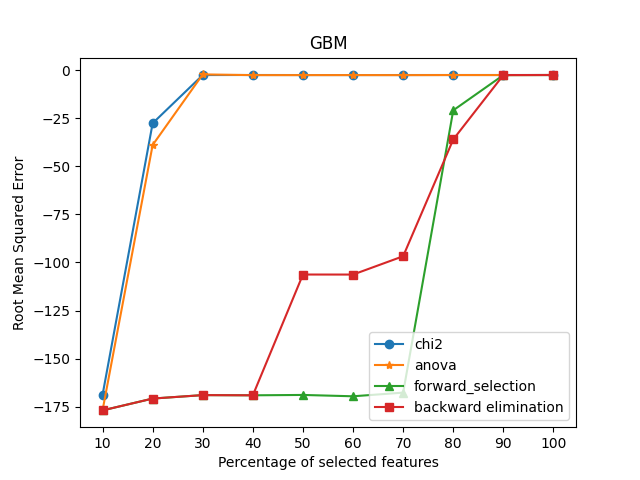 GBM
Root Mean Squared Error
0
−25
−50
−75
−100
−125
−150
−175
10 20 30 40 50 60 70 80 90 100
Percentage of selected features
chi2
anova
forward_selection
backward elimination